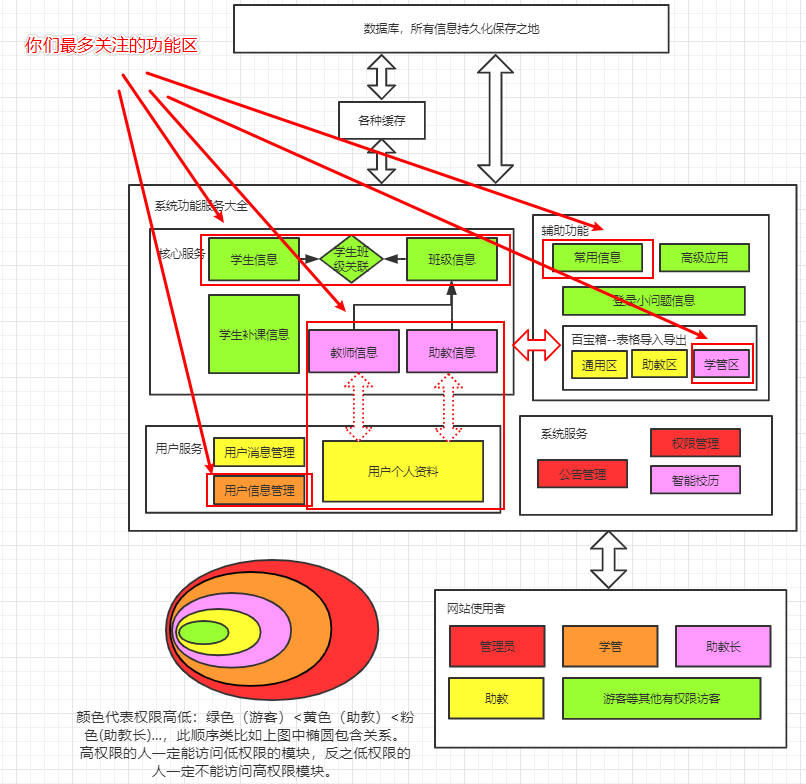 数据库，所有信息持久化保存之地
你们最多关注的功能区
各种缓存
系统功能服务大全
核心服务
学生信息
学生班
级关联
班级信息
学生补课信息
教师信息
助教信息
辅助功能
常用信息
高级应用
登录小问题信息
百宝箱--表格导入导出
通用区
助教区
学管区
用户服务
用户消息管理
用户信息管理
用户个人资料
系统服务
权限管理
公告管理
智能校历
网站使用者
管理员
学管
助教长
助教
游客等其他有权限访客
颜色代表权限高低：绿色（游客）<黄色（助教）<粉
色(助教长)...，此顺序类比如上图中椭圆包含关系。
高权限的人一定能访问低权限的模块，反之低权限的
人一定不能访问高权限模块。